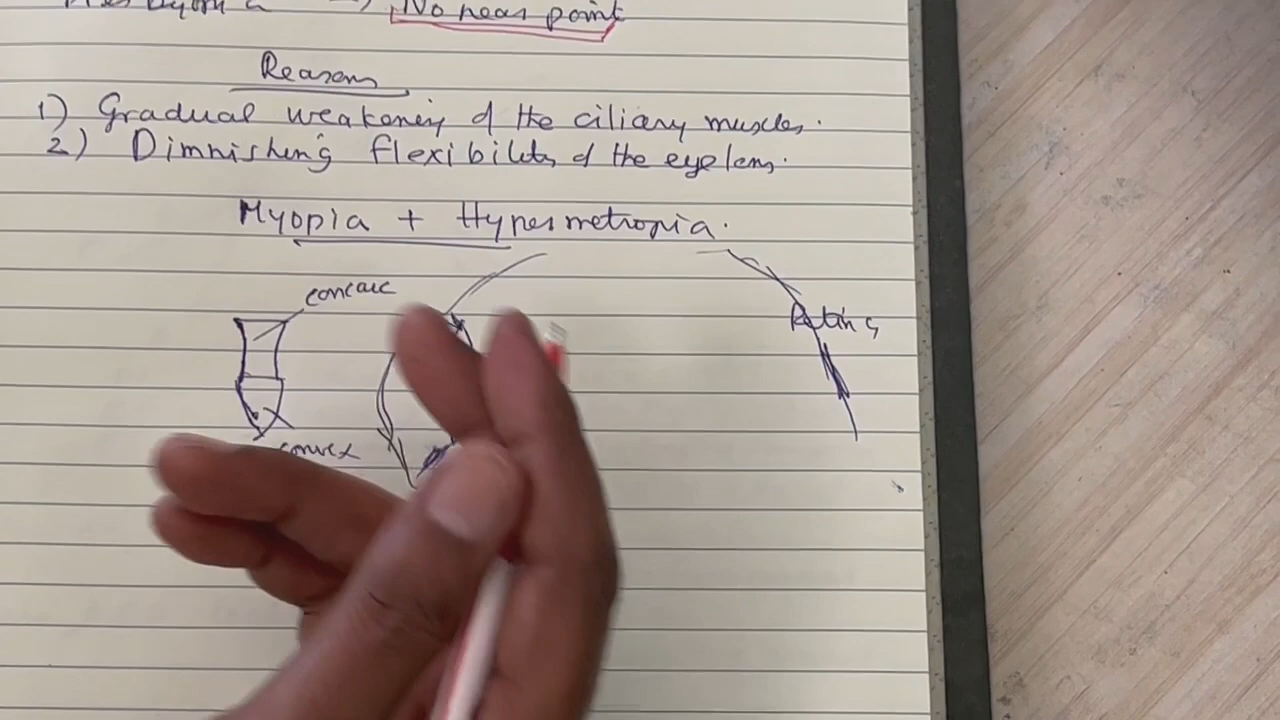 No near point
Reasons
1) Gradual weakening of the ciliary muscles.
2) Diminishing flexibility of the eye lens.
Myopia + Hypermetropia.
concave
Retina
convex